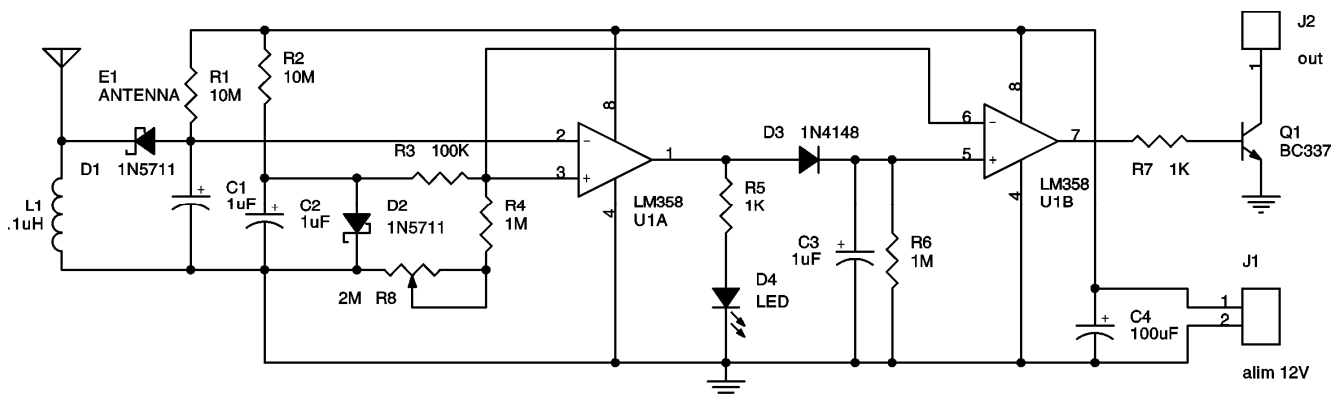 E1
ANTENNA
R1
10M
R2
10M
J2
1
out
8
8
2
3
1
6
5
7
4
4
D1
1N5711
R3 100K
D3 1N4148
R7 1K
Q1
BC337
L1
.1uH
C1
1uF
C2
1uF
D2
1N5711
R4
1M
LM358
U1A
R5
1K
LM358
U1B
C3
1uF
R6
1M
2M R8
D4
LED
J1
1
2
C4
100uF
alim 12V
+
+
+
+
−
+
−
+